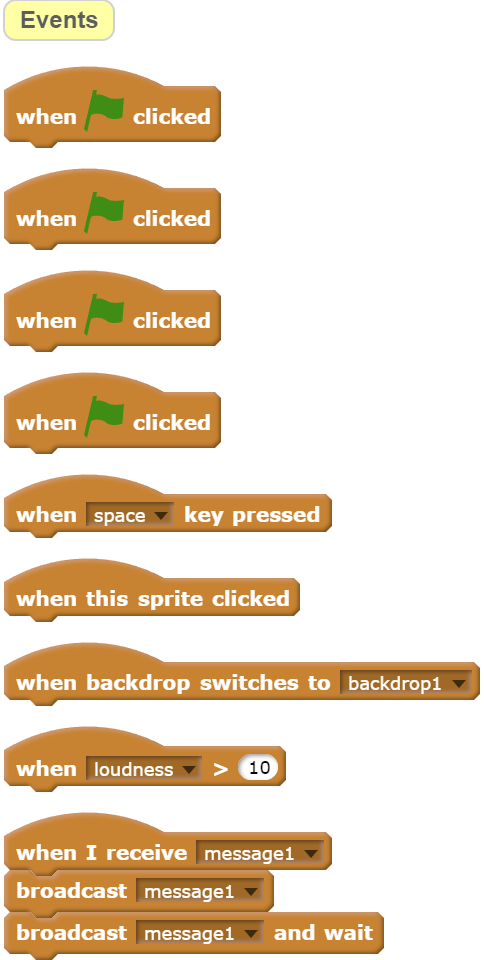 Events
when clicked
when clicked
when clicked
when clicked
when space key pressed
when this sprite clicked
when backdrop switches to backdrop1
when loudness > 10
when I receive message1
broadcast message1
broadcast message1 and wait